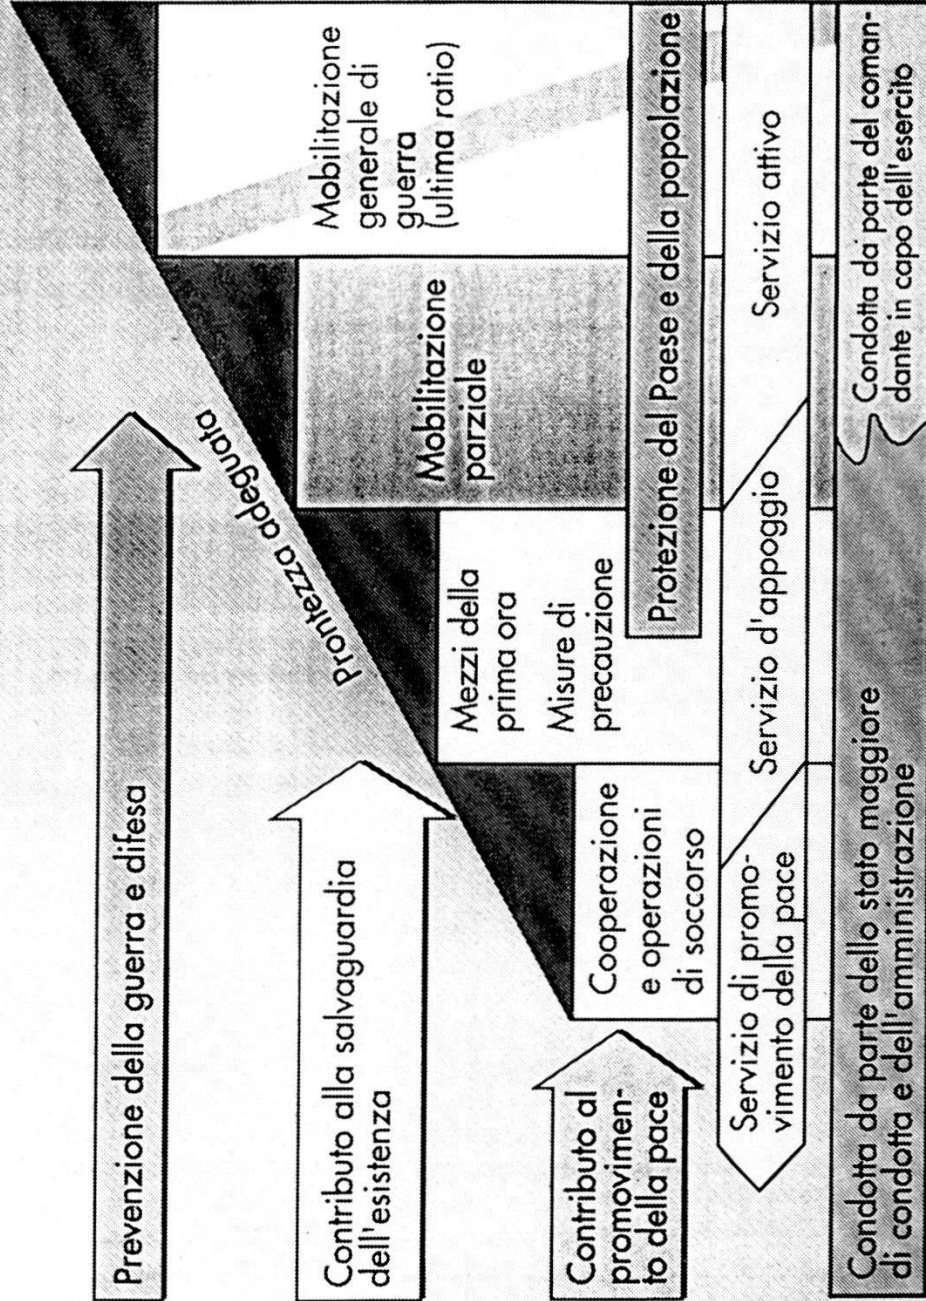 Prevenzione della guerra e difesa
Prontezza adeguata
Contributo alla salvaguardia
dell'esistenza
Contributo al
promovimen-
to della pace
Cooperazione
e operazioni
di soccorso
Mezzi della
prima ora
Misure di
precauzione
Mobilitazione
parziale
Mobilitazione
generale di
guerra
(ultima ratio)
Protezione del Paese e della popolazione
Servizio di promo-
vimento della pace
Servizio d'appoggio
Servizio attivo
Condotta da parte dello stato maggiore
di condotta e dell'amministrazione
Condotta da parte del coman-
dante in capo dell'esercito